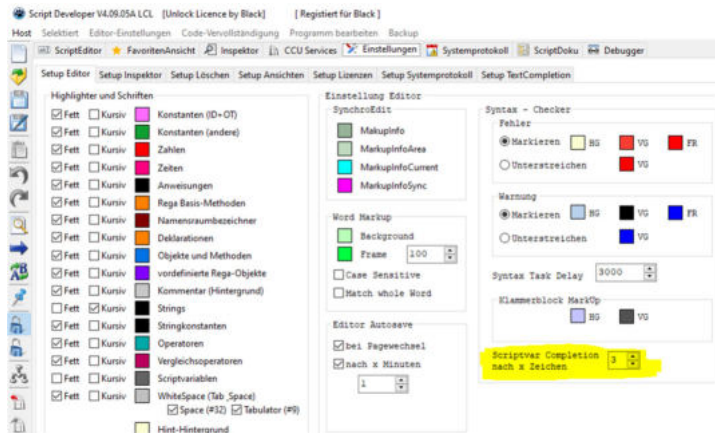 Script Developer V4.09.05A LCL [Unlock Licence by Black] [ Registiert für Black ]
Host Selektiert Editor-Einstellungen Code-Vervollständigung Programm bearbeiten Backup
ScriptEditor FavoritenAnsicht Inspektor CCU Services Einstellungen Systemprotokoll ScriptDoku Debugger
Setup Editor Setup Inspektor Setup Löschen Setup Ansichten Setup Lizenzen Setup Systemprotokoll Setup TextCompletion
Highlighter und Schriften
Fett Kursiv Konstanten (ID+OT)
Fett Kursiv Konstanten (andere)
Fett Kursiv Zahlen
Fett Kursiv Zeiten
Fett Kursiv Anweisungen
Fett Kursiv Rega Basis-Methoden
Fett Kursiv Namensraumbezeichner
Fett Kursiv Deklarationen
Fett Kursiv Objekte und Methoden
Fett Kursiv vordefinierte Rega-Objekte
Fett Kursiv Kommentar (Hintergrund)
Fett Kursiv Strings
Fett Kursiv Stringkonstanten
Fett Kursiv Operatoren
Fett Kursiv Vergleichsoperatoren
Fett Kursiv Scriptvariablen
Fett Kursiv WhiteSpace (Tab ,Space)
Space (#32) Tabulator (#9)
Hint-Hintergrund
Einstellung Editor
SynchroEdit
MakupInfo
MarkupInfoArea
MarkupInfoCurrent
MarkupInfoSync
Word Markup
Background
Frame 100
Case Sensitive
Match whole Word
Editor Autosave
bei Pagewechsel
nach x Minuten
1
Syntax - Checker
Fehler
Markieren BG VG FR
Unterstreichen VG
Warnung
Markieren BG VG FR
Unterstreichen VG
Syntax Task Delay 3000
Klammerblock MarkUp
BG VG
Scriptvar Completion 3
nach x Zeichen